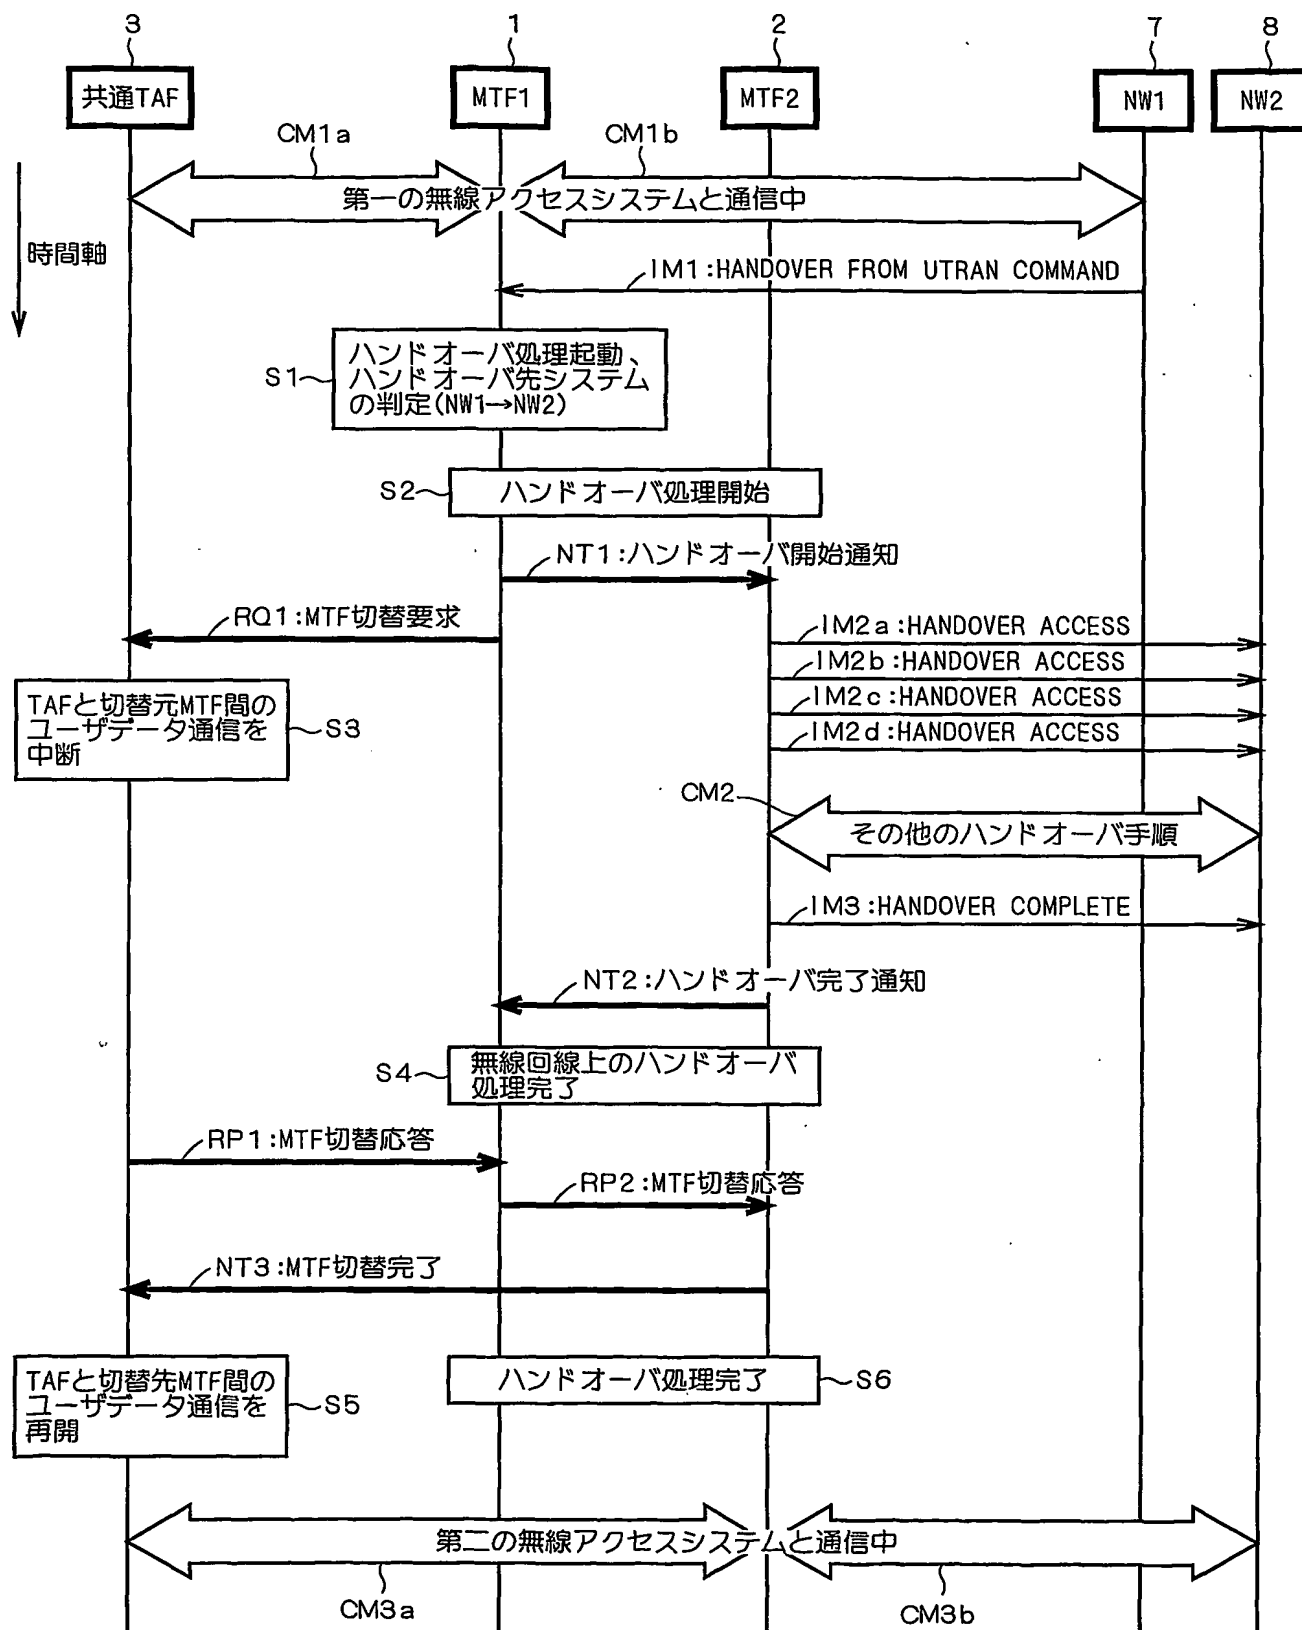 3
1
2
7
8
共通TAF
MTF1
MTF2
NW1
NW2
CM1a
CM1b
第一の無線アクセスシステムと通信中
時間軸
IM1:HANDOVER FROM UTRAN COMMAND
S1
ハンドオーバ処理起動、
ハンドオーバ先システム
の判定(NW1→NW2)
S2
ハンドオーバ処理開始
NT1:ハンドオーバ開始通知
RQ1:MTF切替要求
IM2a:HANDOVER ACCESS
IM2b:HANDOVER ACCESS
IM2c:HANDOVER ACCESS
IM2d:HANDOVER ACCESS
TAFと切替元MTF間の
ユーザデータ通信を
中断
S3
CM2
その他のハンドオーバ手順
IM3:HANDOVER COMPLETE
NT2:ハンドオーバ完了通知
S4
無線回線上のハンドオーバ
処理完了
RP1:MTF切替応答
RP2:MTF切替応答
NT3:MTF切替完了
TAFと切替先MTF間の
ユーザデータ通信を
再開
S5
ハンドオーバ処理完了
S6
第二の無線アクセスシステムと通信中
CM3a
CM3b